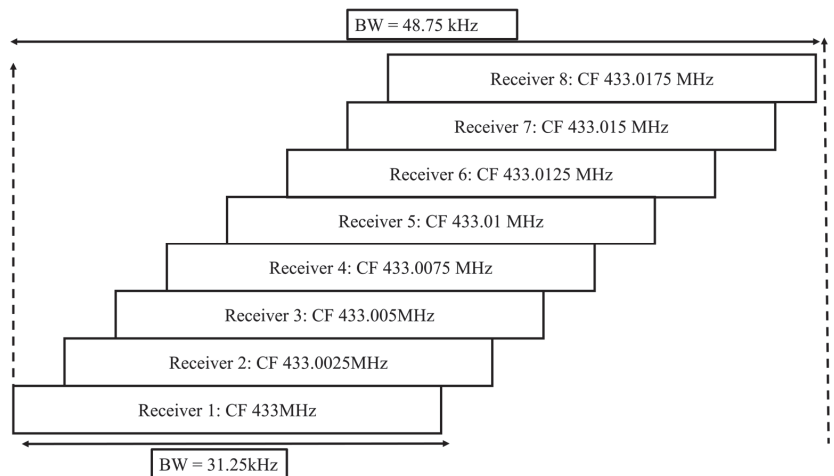 BW = 48.75 kHz
Receiver 8: CF 433.0175 MHz
Receiver 7: CF 433.015 MHz
Receiver 6: CF 433.0125 MHz
Receiver 5: CF 433.01 MHz
Receiver 4: CF 433.0075 MHz
Receiver 3: CF 433.005MHz
Receiver 2: CF 433.0025MHz
Receiver 1: CF 433MHz
BW = 31.25kHz